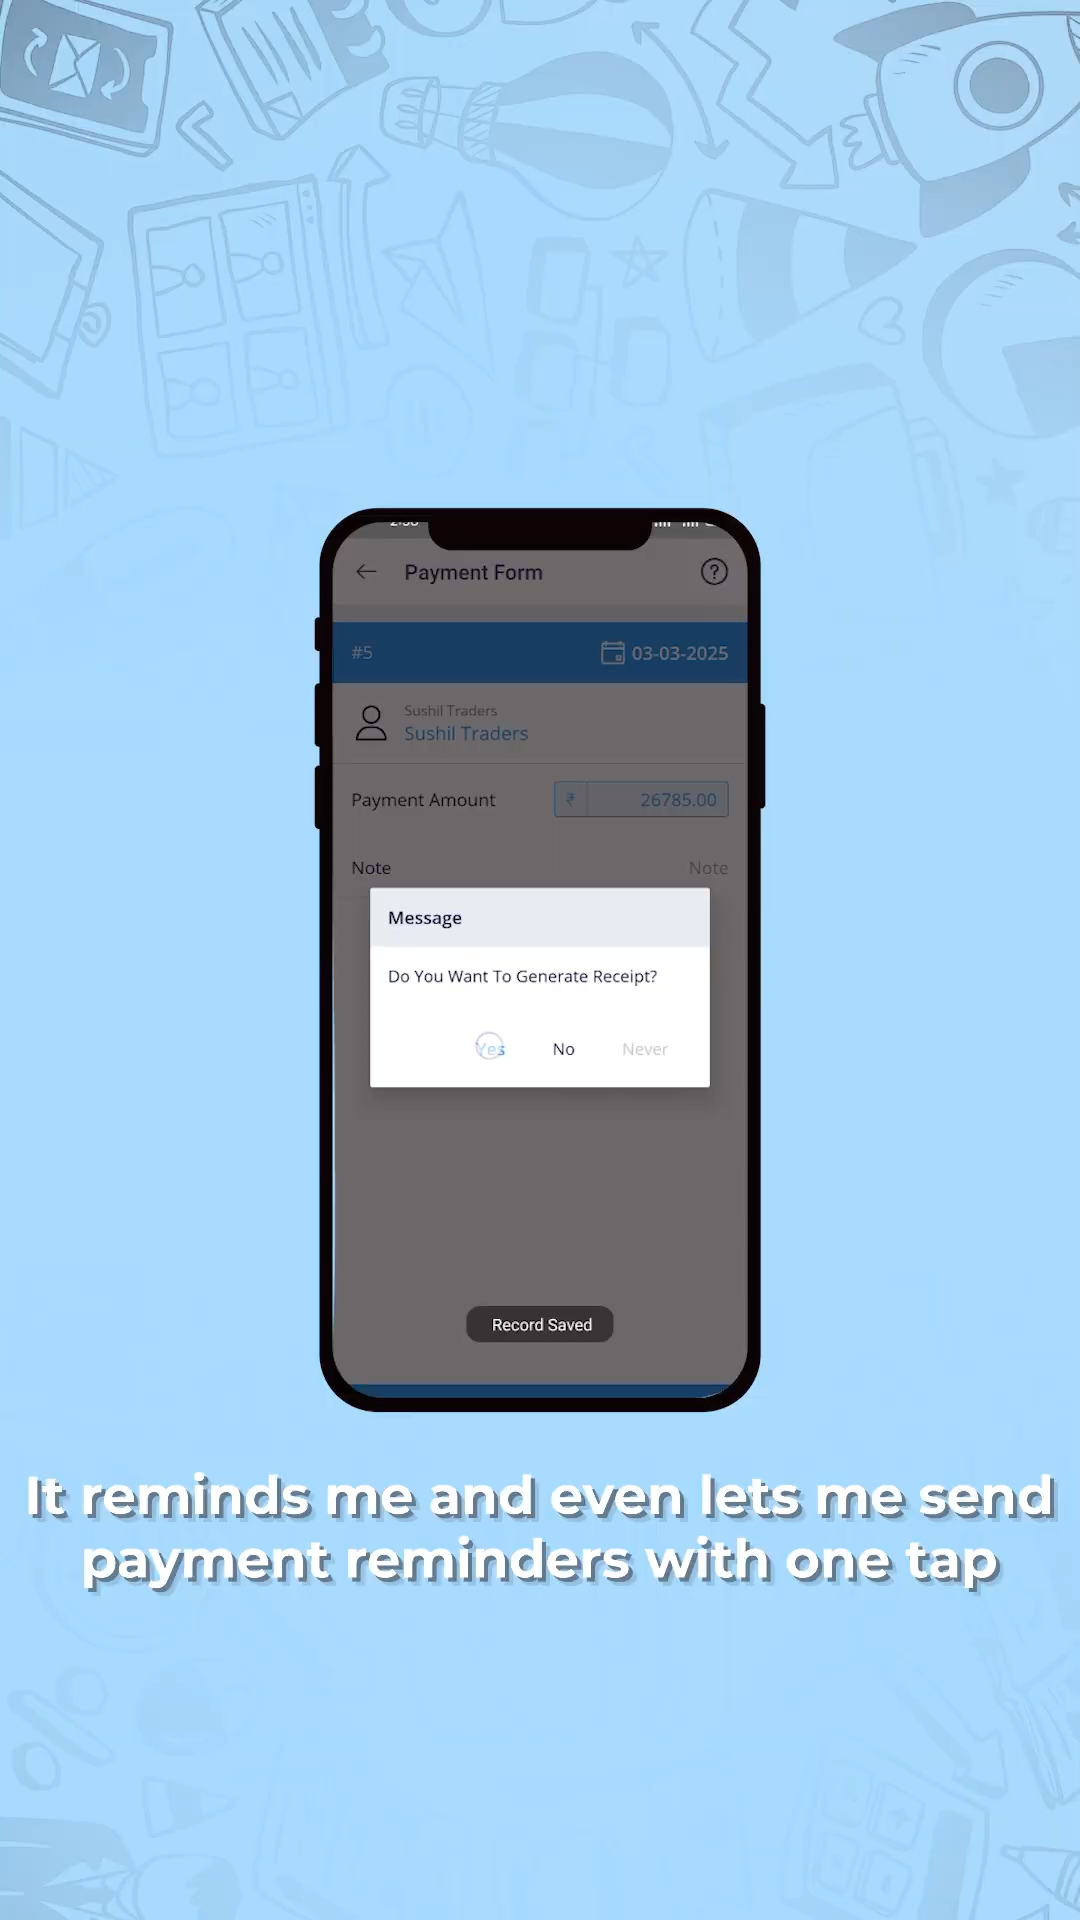 Payment Form
#5
03-03-2025
Sushil Traders
Sushil Traders
Payment Amount
₹ 26785.00
Note
Note
Message
Do You Want To Generate Receipt?
Yes No Never
Record Saved
It reminds me and even lets me send
payment reminders with one tap